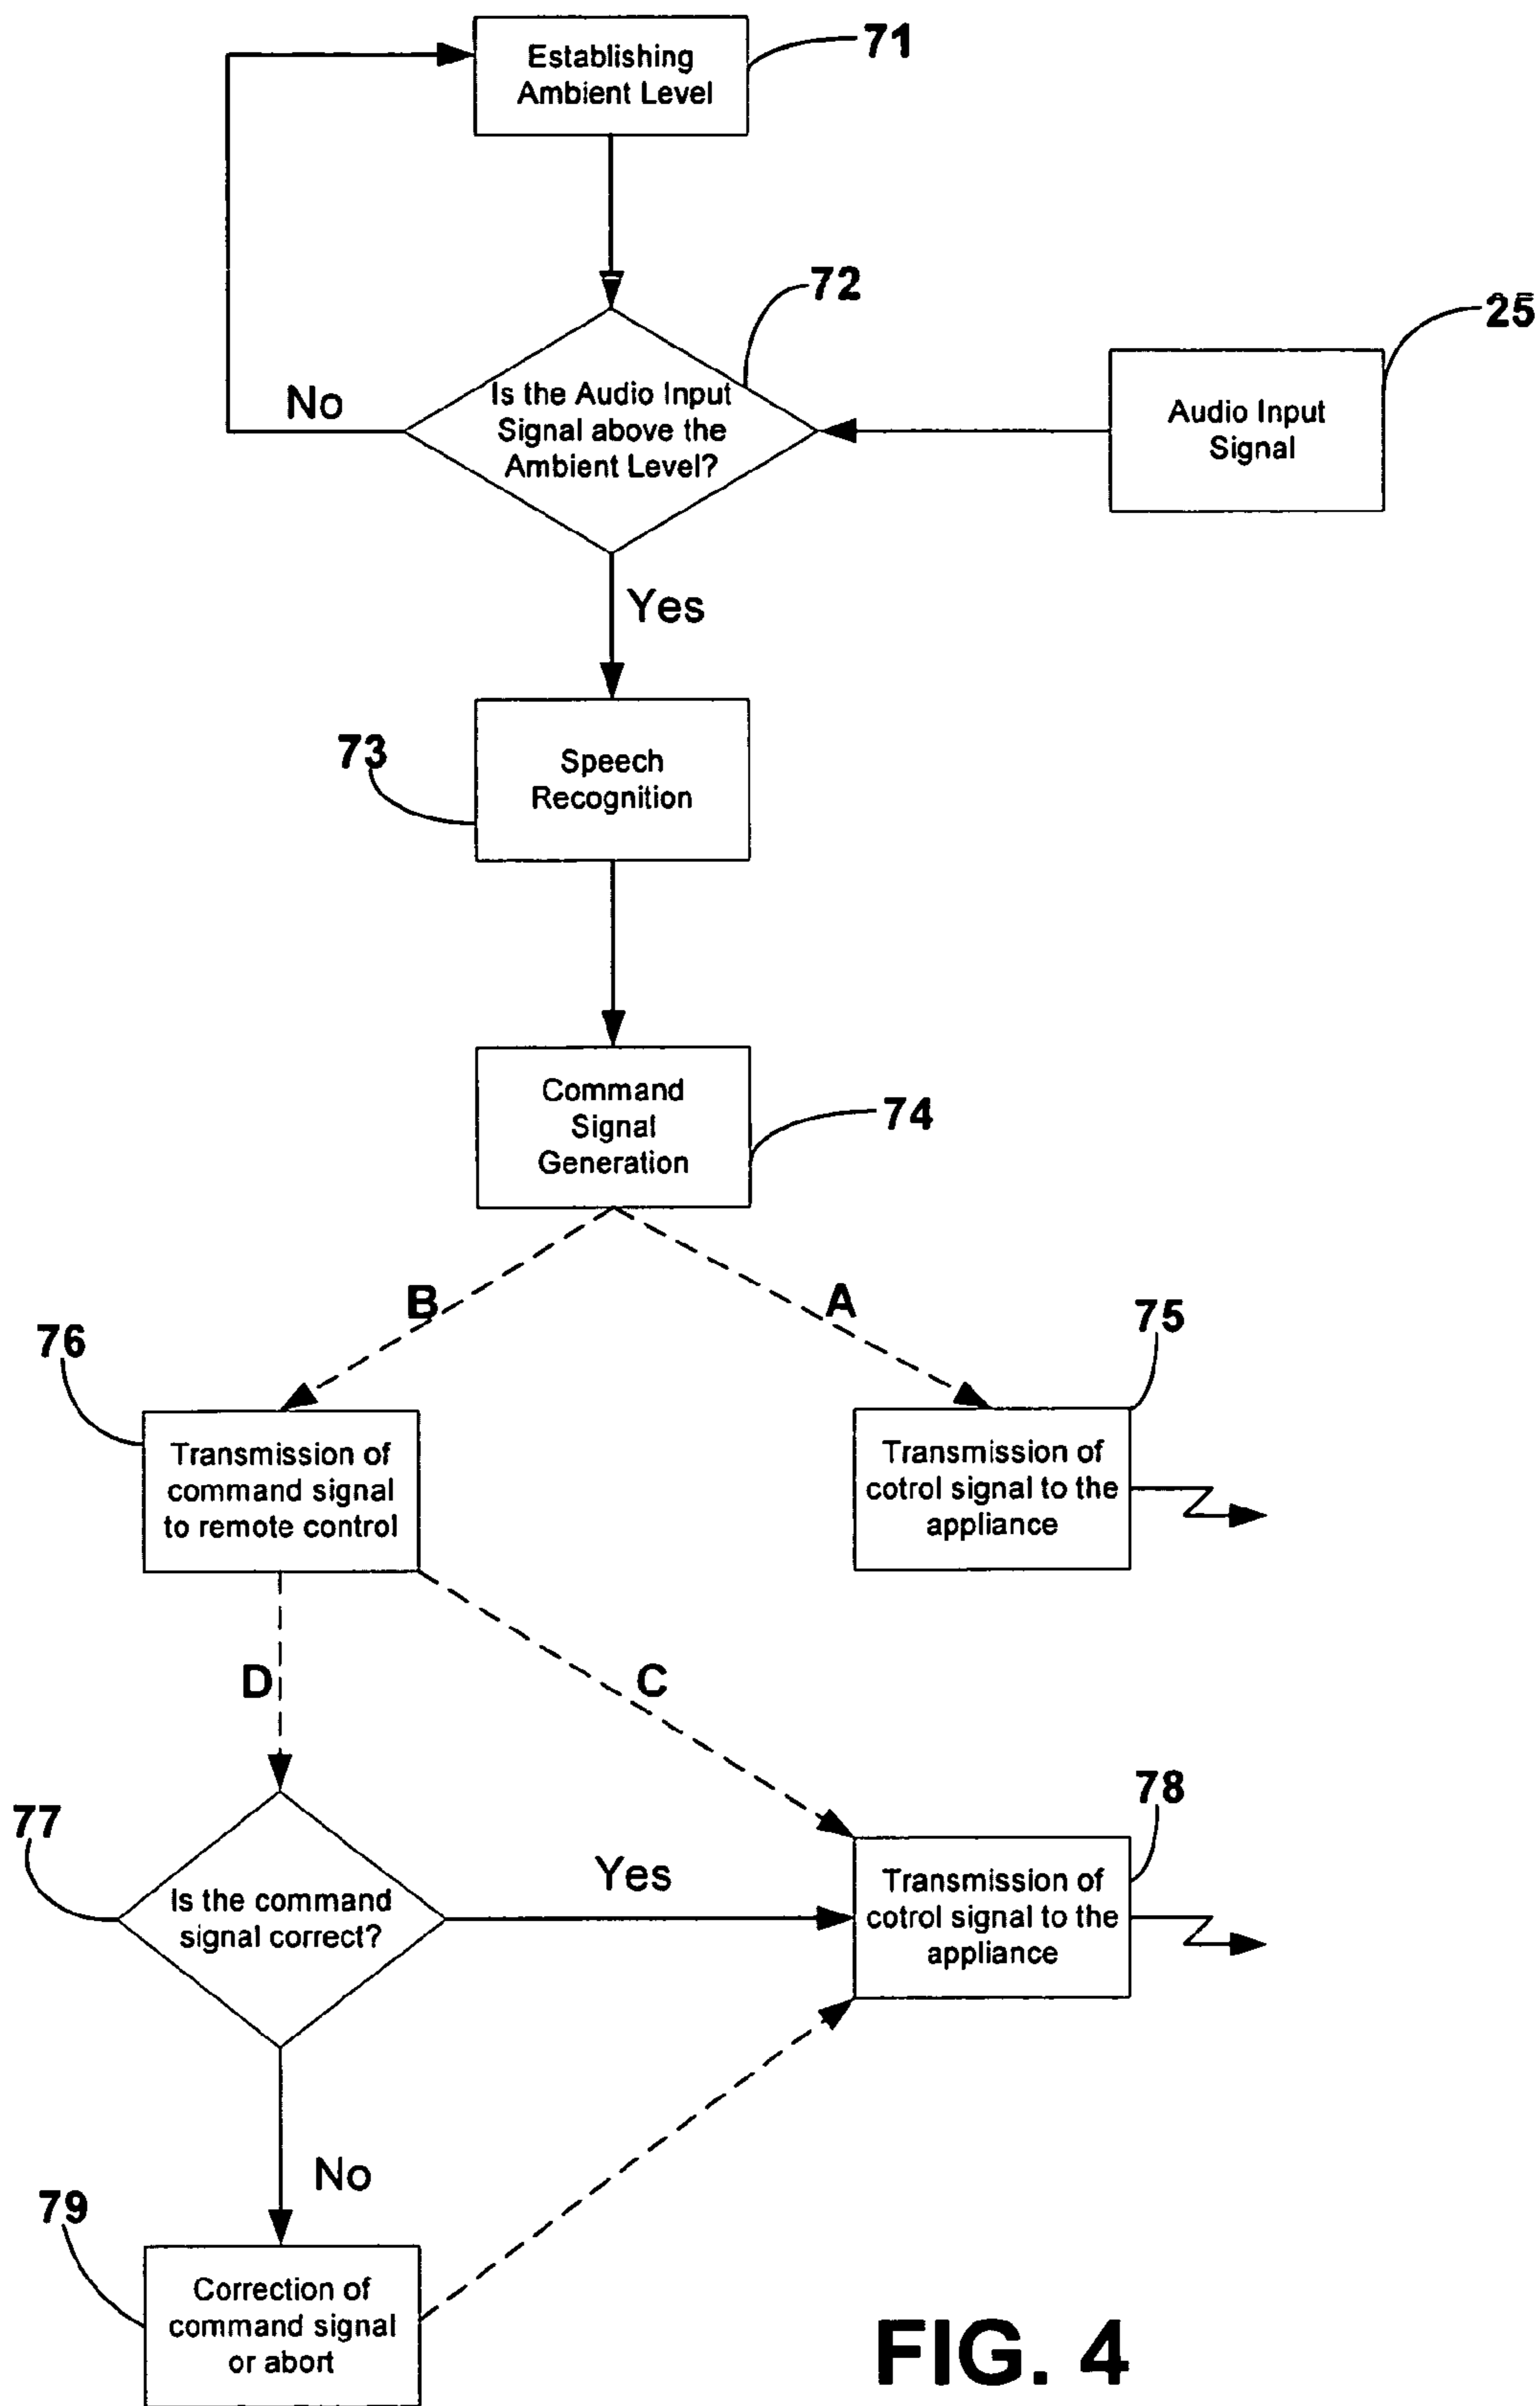 Establishing
Ambient Level
71
72
25
Is the Audio Input
Signal above the
Ambient Level?
No
Audio Input
Signal
Yes
73
Speech
Recognition
Command
Signal
Generation
74
B
A
76
75
Transmission of
command signal
to remote control
Transmission of
cotrol signal to the
appliance
D
C
77
78
Is the command
signal correct?
Yes
Transmission of
cotrol signal to the
appliance
No
79
Correction of
command signal
or abort
FIG. 4